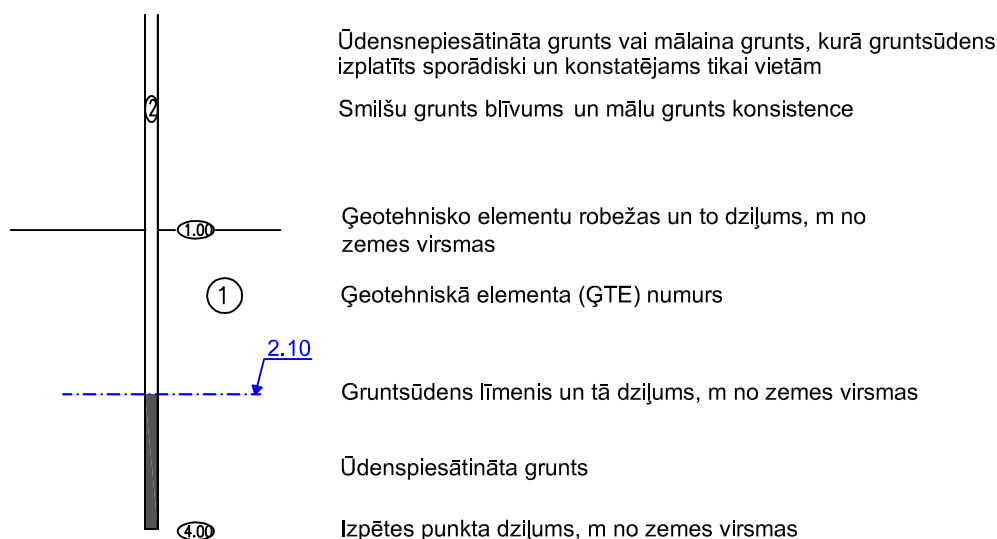 Ūdensnepiesātināta grunts vai mālaina grunts, kurā gruntsūdens
izplatīts sporādiski un konstatējams tikai vietām
2
Smilšu grunts blīvums un mālu grunts konsistence
1.00
Ģeotehnisko elementu robežas un to dziļums, m no
zemes virsmas
1
Ģeotehniskā elementa (ĢTE) numurs
2.10
Gruntsūdens līmenis un tā dziļums, m no zemes virsmas
Ūdenspiesātināta grunts
4.00
Izpētes punkta dziļums, m no zemes virsmas